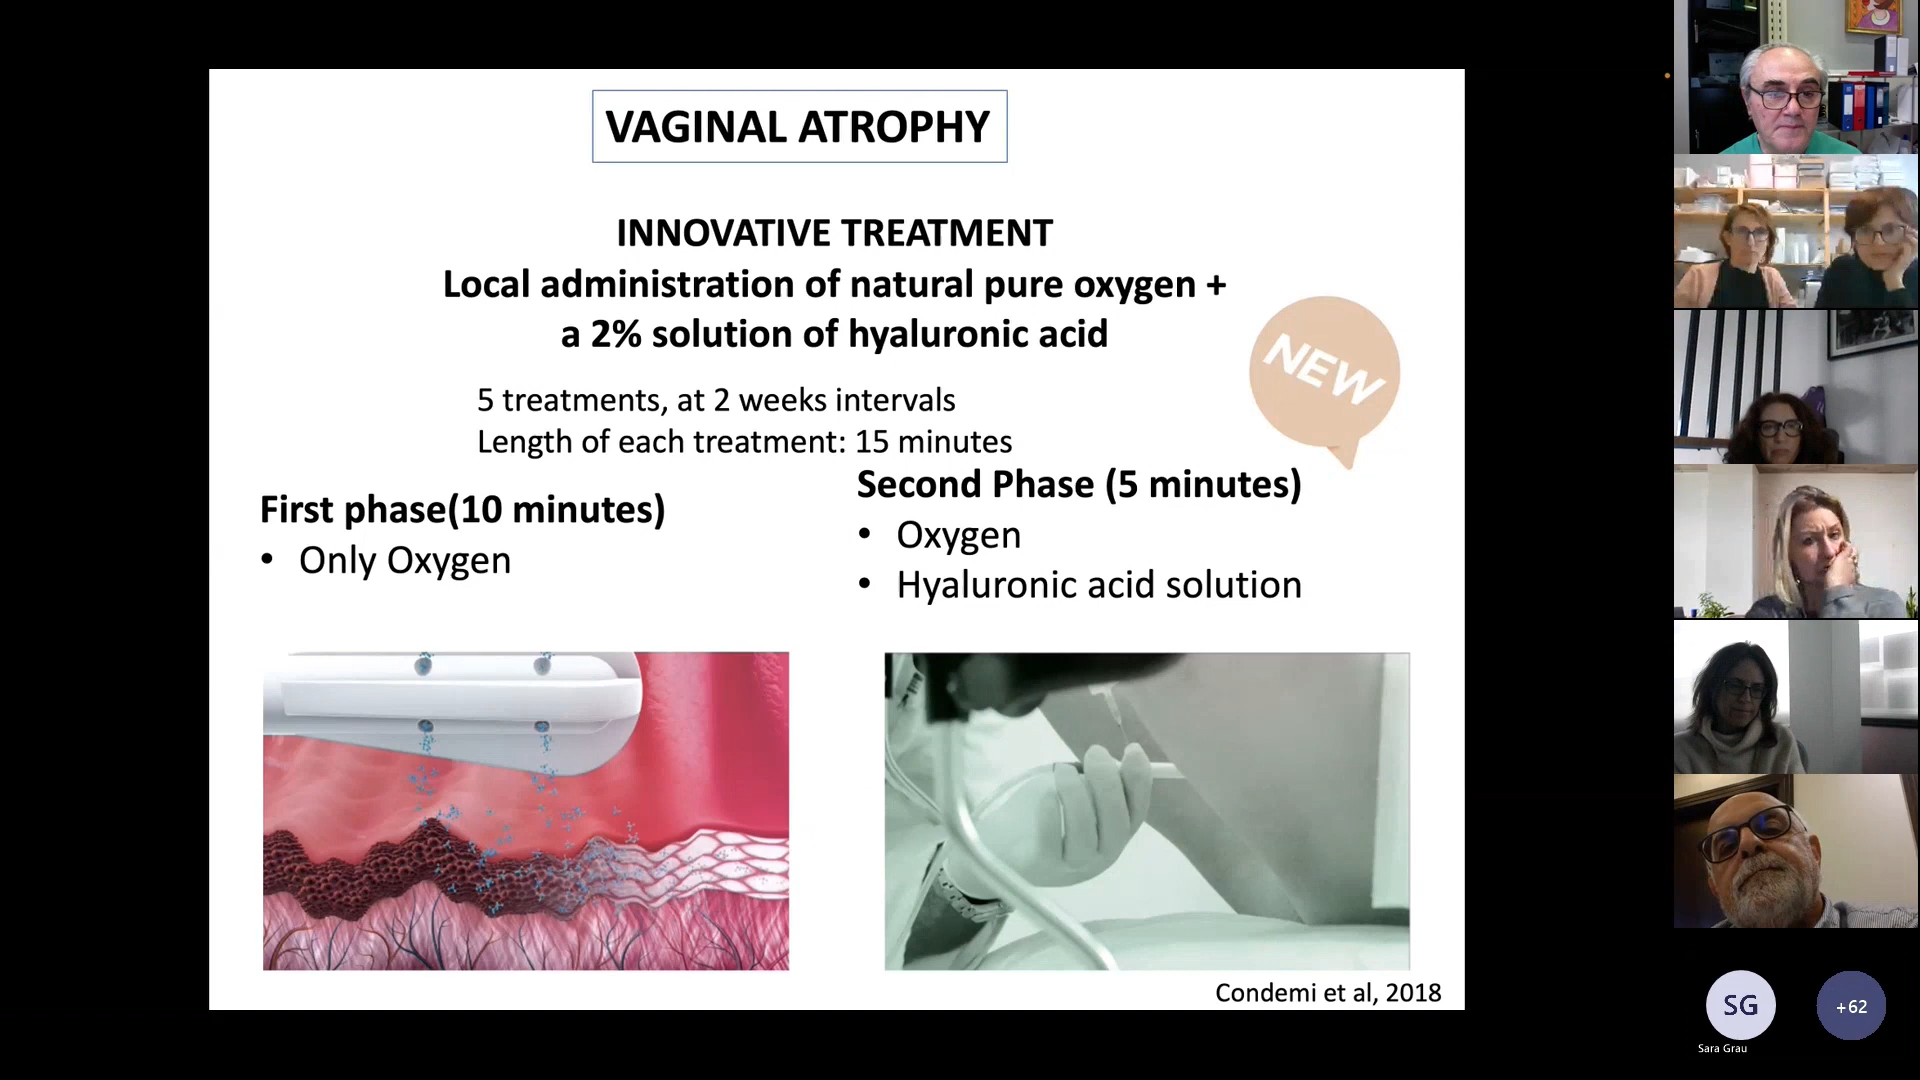 VAGINAL ATROPHY
INNOVATIVE TREATMENT
Local administration of natural pure oxygen +
a 2% solution of hyaluronic acid
NEW
5 treatments, at 2 weeks intervals
Length of each treatment: 15 minutes
First phase(10 minutes)
• Only Oxygen
Second Phase (5 minutes)
• Oxygen
• Hyaluronic acid solution
Condemi et al, 2018
SG
+62
Sara Grau